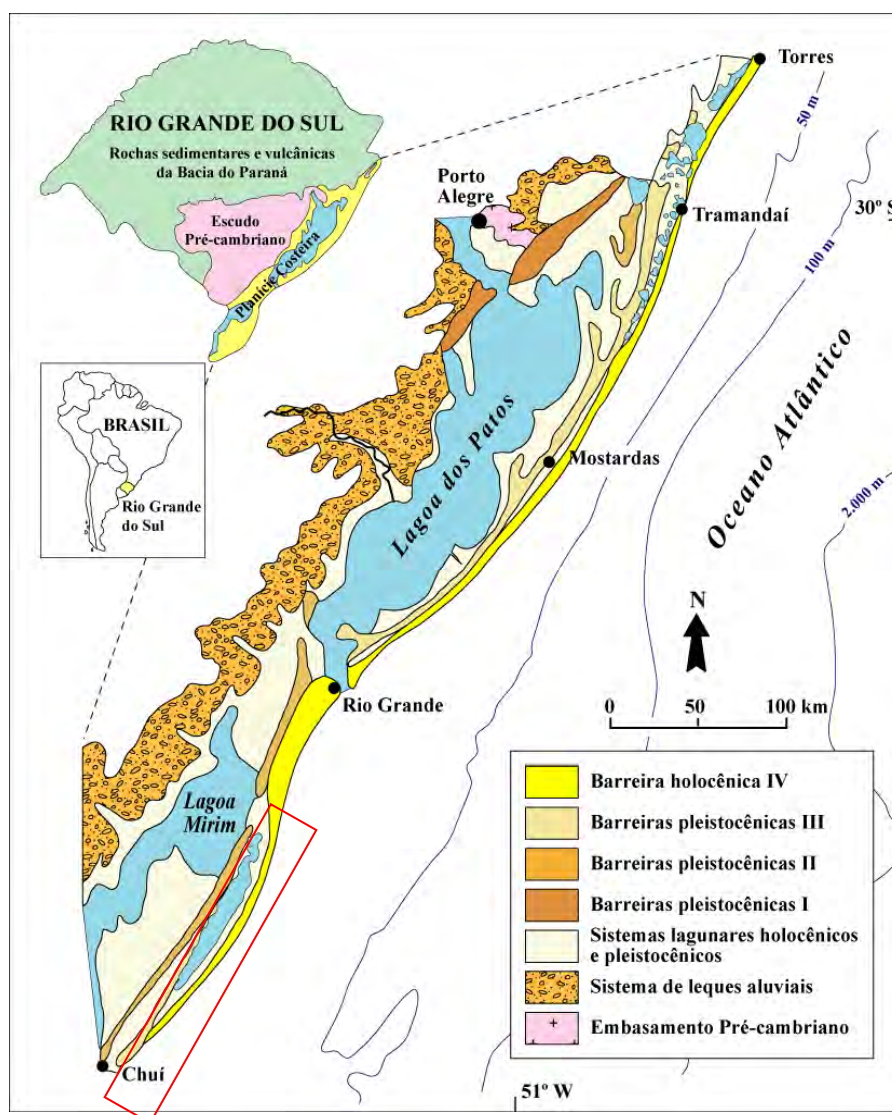 RIO GRANDE DO SUL
Rochas sedimentares e vulcânicas
da Bacia do Paraná
Escudo
Pré-cambriano
Planície Costeira
BRASIL
Rio Grande
do Sul
Torres
50 m
Porto
Alegre
Tramandaí
30º S
100 m
Lagoa dos Patos
Mostardas
Oceano Atlântico
2.000 m
N
Rio Grande
0 50 100 km
Lagoa
Mirim
Chuí
Barreira holocênica IV
Barreiras pleistocênicas III
Barreiras pleistocênicas II
Barreiras pleistocênicas I
Sistemas lagunares holocênicos
e pleistocênicos
Sistema de leques aluviais
Embasamento Pré-cambriano
51º W